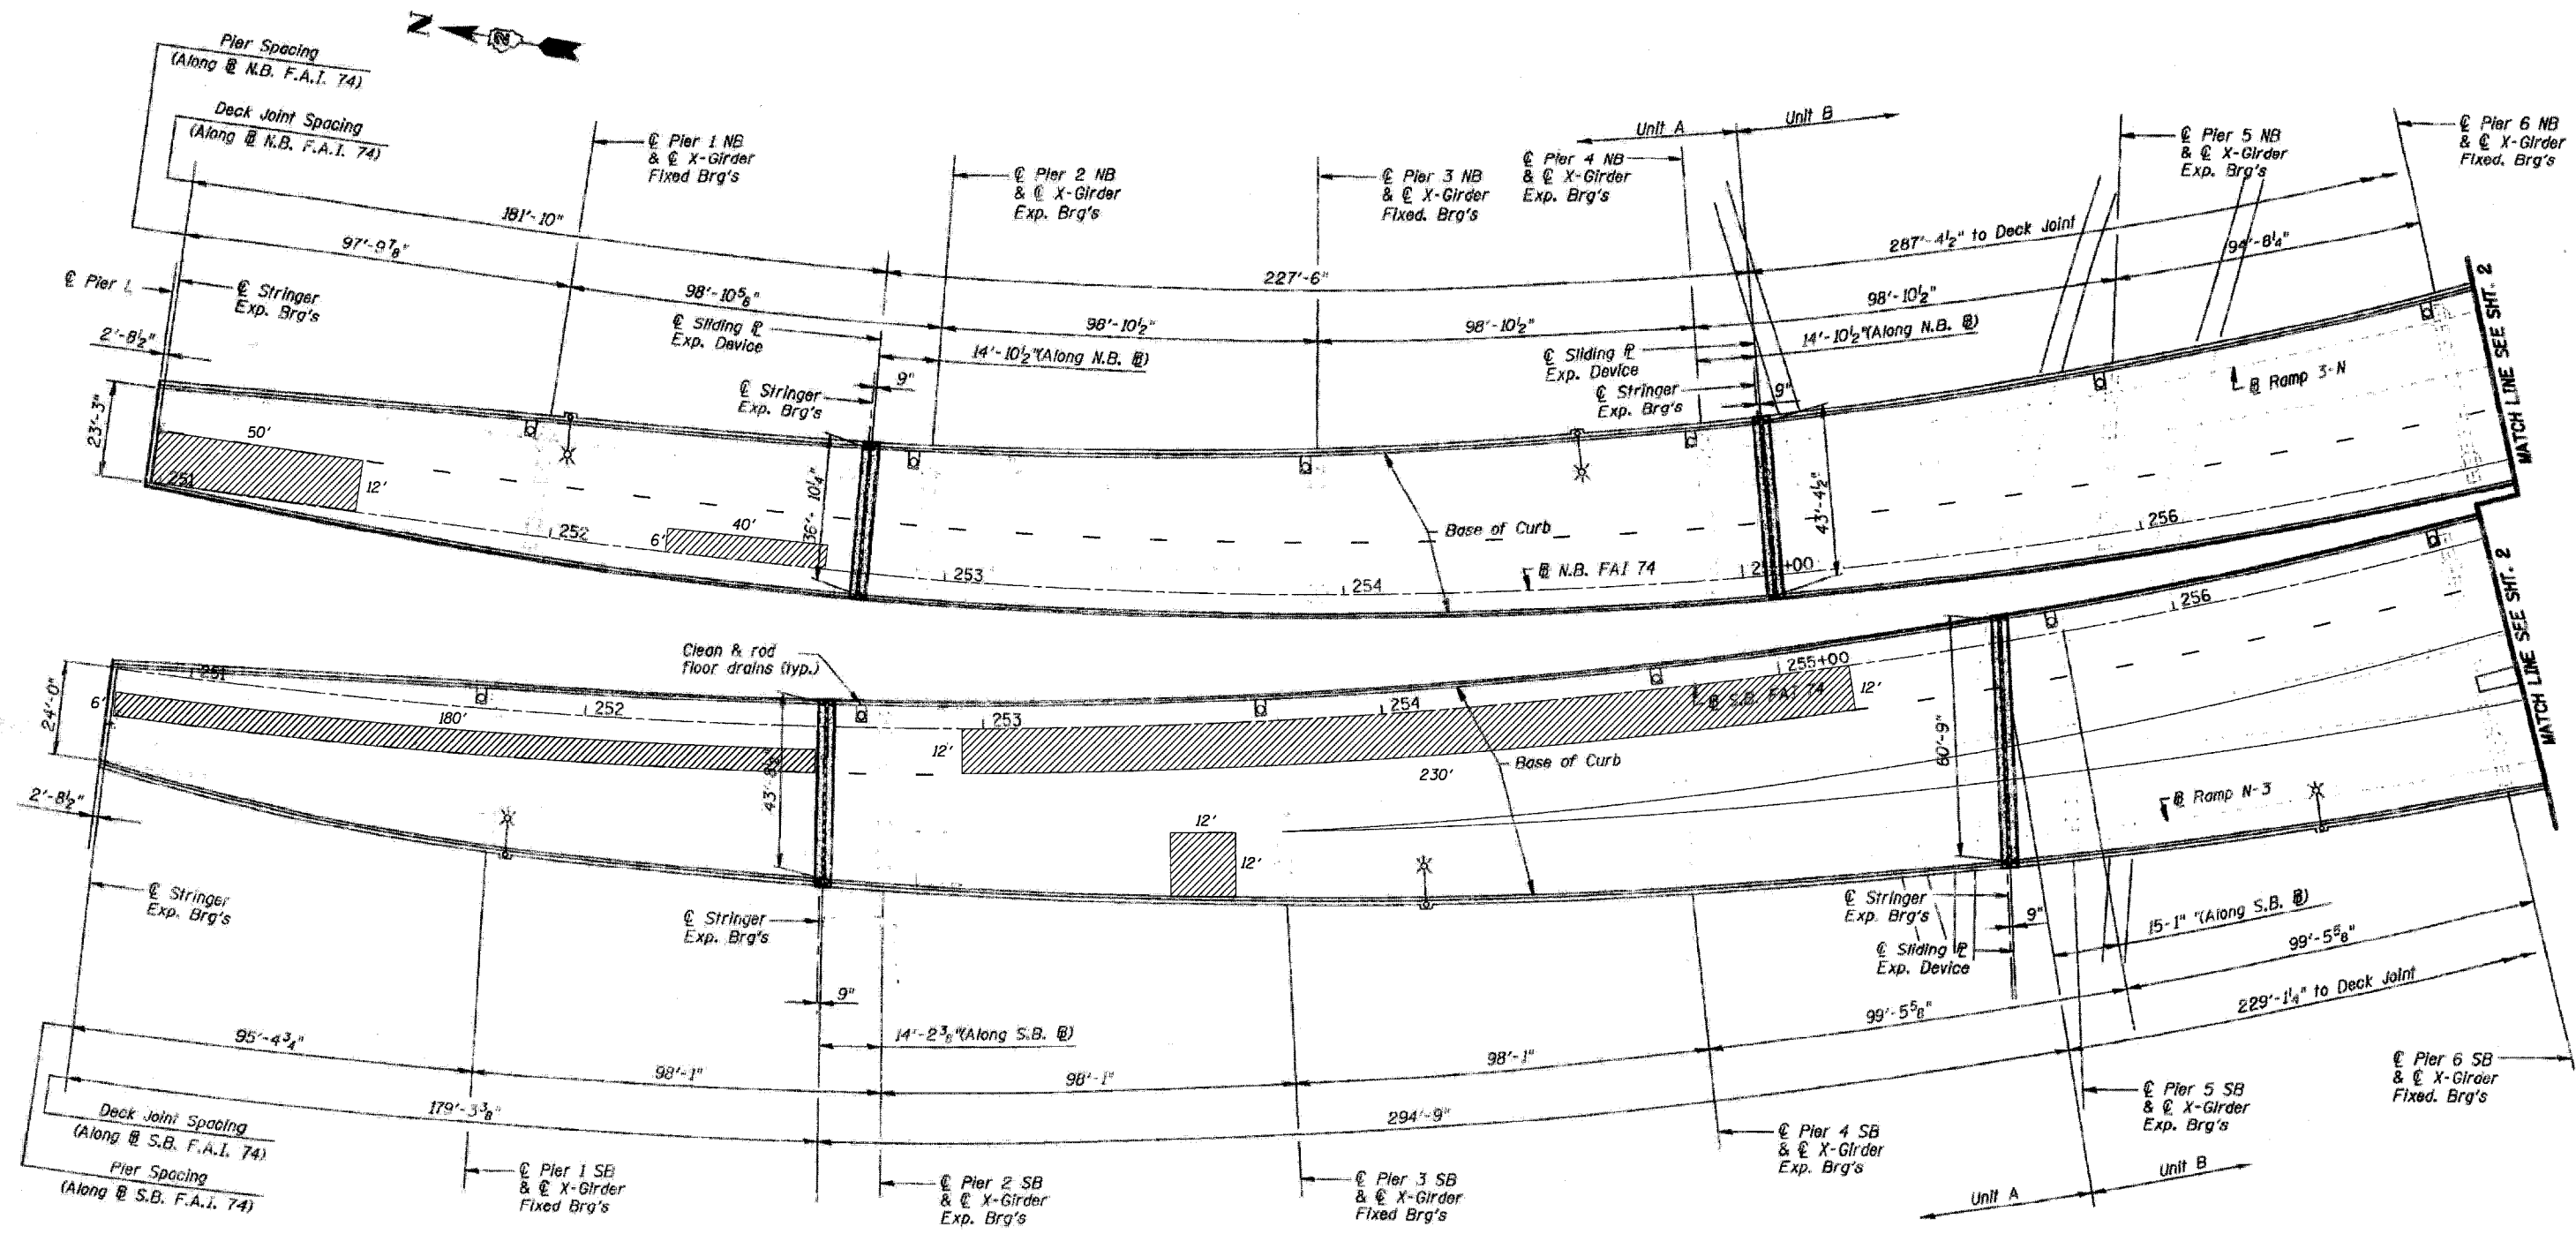 N
Pier Spacing
(Along ℄ N.B. F.A.I. 74)
Deck Joint Spacing
(Along ℄ N.B. F.A.I. 74)
℄ Pier 1 NB
& ℄ X-Girder
Fixed Brg's
℄ Pier 2 NB
& ℄ X-Girder
Exp. Brg's
℄ Pier 3 NB
& ℄ X-Girder
Fixed. Brg's
℄ Pier 4 NB
& ℄ X-Girder
Exp. Brg's
Unit A
Unit B
℄ Pier 5 NB
& ℄ X-Girder
Exp. Brg's
℄ Pier 6 NB
& ℄ X-Girder
Fixed. Brg's
181'-10"
97'-9⅞"
98'-10⅝"
227'-6"
98'-10½"
98'-10½"
98'-10½"
287'-4½" to Deck Joint
94'-8¼"
℄ Pier
℄ Stringer
Exp. Brg's
2'-8½"
23'-3"
℄ Sliding ℙ
Exp. Device
14'-10½"(Along N.B. ℄)
9"
℄ Stringer
Exp. Brg's
℄ Sliding ℙ
Exp. Device
14'-10½"(Along N.B. ℄)
℄ Stringer
Exp. Brg's
9"
50'
12'
251
252
6'
40'
36'-10¼"
253
254
Base of Curb
℄ N.B. FAI 74
+00
43'-4½"
256
℄ Ramp 3-N
MATCH LINE SEE SHT. 2
24'-0"
6'
251
180'
252
Clean & rod
floor drains (typ.)
253
12'
254
255+00
℄ S.B. FAI 74
12'
230'
Base of Curb
12'
12'
60'-9"
256
℄ Ramp N-3
MATCH LINE SEE SHT. 2
2'-8½"
℄ Stringer
Exp. Brg's
℄ Stringer
Exp. Brg's
9"
14'-2⅜"(Along S.B. ℄)
℄ Stringer
Exp. Brg's
℄ Sliding ℙ
Exp. Device
9"
15-1" "(Along S.B. ℄)
99'-5⅝"
99'-5⅝"
229'-1¼" to Deck Joint
95'-4¾"
98'-1"
98'-1"
98'-1"
179'-3⅜"
294'-9"
Deck Joint Spacing
(Along ℄ S.B. F.A.I. 74)
Pier Spacing
(Along ℄ S.B. F.A.I. 74)
℄ Pier 1 SB
& ℄ X-Girder
Fixed Brg's
℄ Pier 2 SB
& ℄ X-Girder
Exp. Brg's
℄ Pier 3 SB
& ℄ X-Girder
Fixed Brg's
℄ Pier 4 SB
& ℄ X-Girder
Exp. Brg's
℄ Pier 5 SB
& ℄ X-Girder
Exp. Brg's
℄ Pier 6 SB
& ℄ X-Girder
Fixed. Brg's
Unit A
Unit B